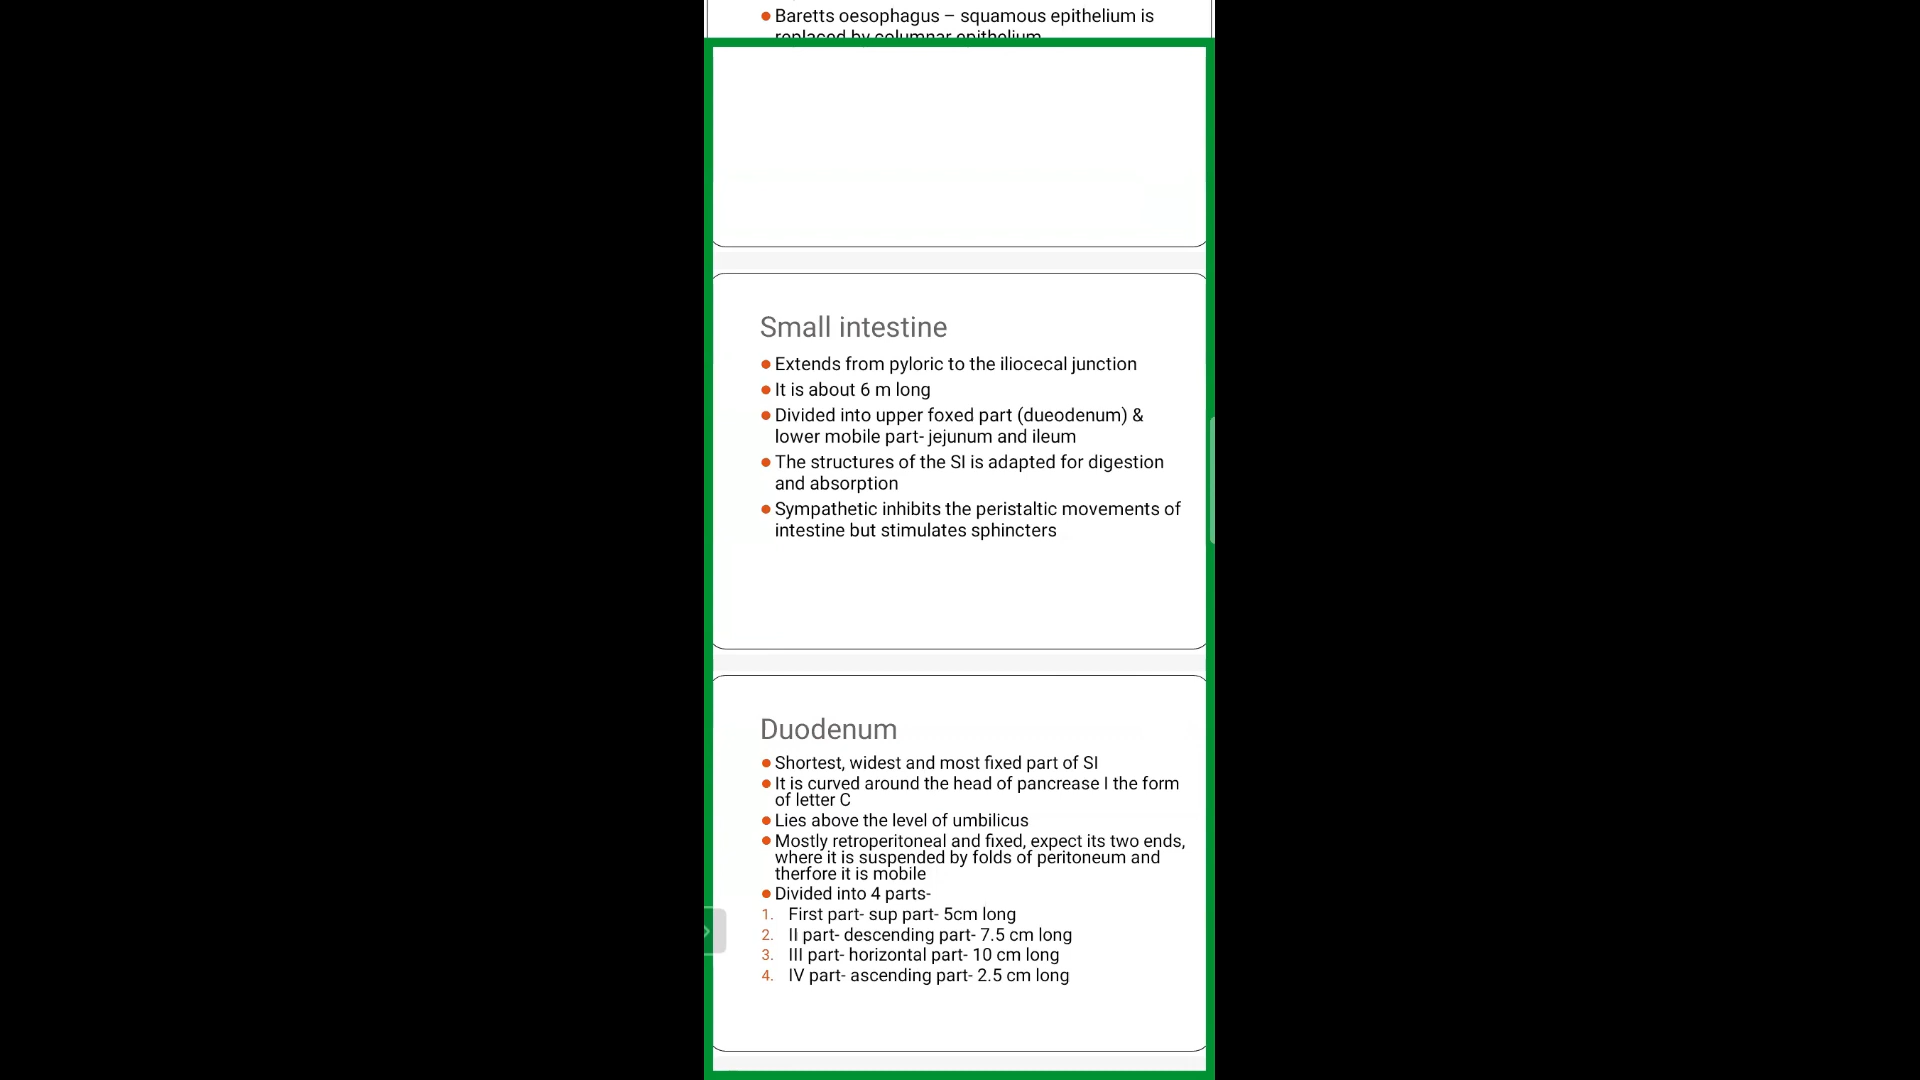 ● Baretts oesophagus – squamous epithelium is
replaced by columnar epithelium
Small intestine
● Extends from pyloric to the iliocecal junction
● It is about 6 m long
● Divided into upper foxed part (dueodenum) &
lower mobile part- jejunum and ileum
● The structures of the SI is adapted for digestion
and absorption
● Sympathetic inhibits the peristaltic movements of
intestine but stimulates sphincters
Duodenum
● Shortest, widest and most fixed part of SI
● It is curved around the head of pancrease I the form
of letter C
● Lies above the level of umbilicus
● Mostly retroperitoneal and fixed, expect its two ends,
where it is suspended by folds of peritoneum and
therfore it is mobile
● Divided into 4 parts-
1. First part- sup part- 5cm long
2. II part- descending part- 7.5 cm long
3. III part- horizontal part- 10 cm long
4. IV part- ascending part- 2.5 cm long